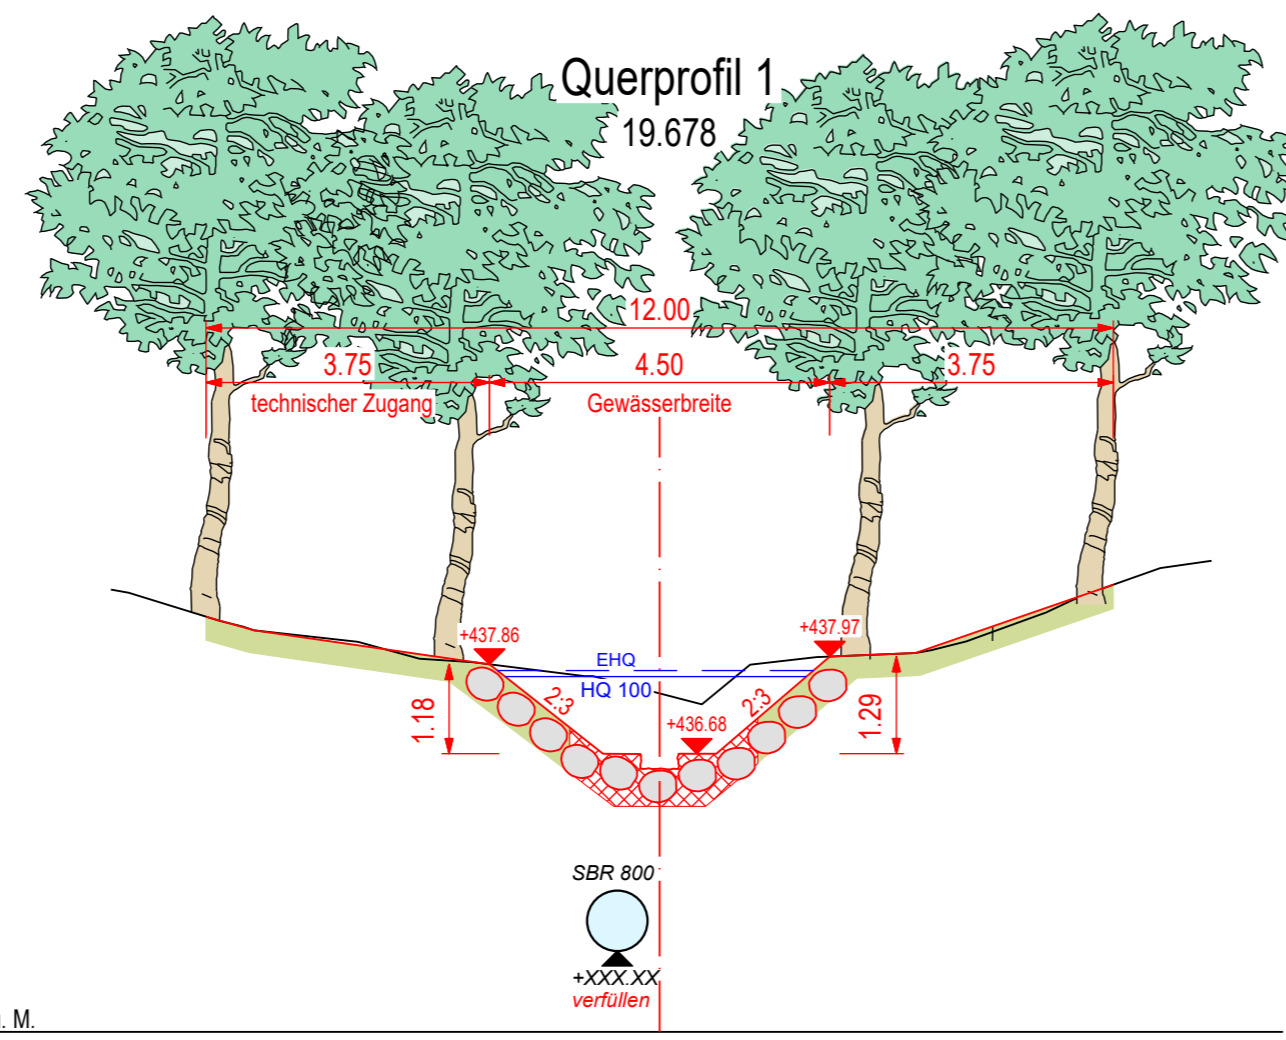 Querprofil 1
19.678
12.00
3.75
4.50
3.75
technischer Zugang
Gewässerbreite
+437.86
+437.97
EHQ
HQ 100
2:3
2:3
1.18
+436.68
1.29
SBR 800
+XXX.XX
verfüllen
. M.